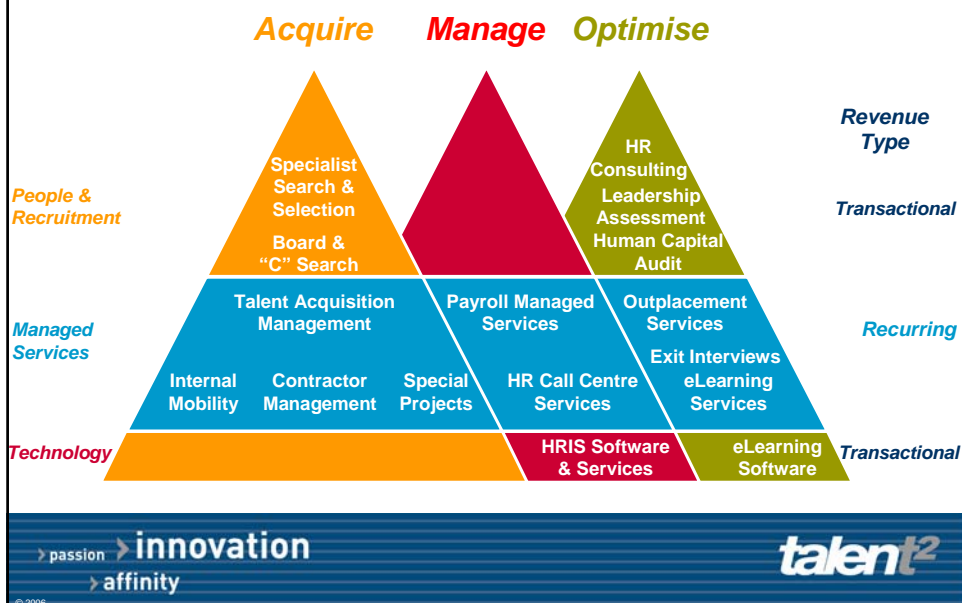 Acquire Manage Optimise
Revenue
Type
People &
Recruitment
Specialist
Search &
Selection
Board &
“C” Search
HR
Consulting
Leadership
Assessment
Human Capital
Audit
Transactional
Managed
Services
Talent Acquisition
Management
Internal
Mobility
Contractor
Management
Special
Projects
Payroll Managed
Services
HR Call Centre
Services
Outplacement
Services
Exit Interviews
eLearning
Services
Recurring
Technology
HRIS Software
& Services
eLearning
Software
Transactional
› passion › innovation
› affinity
talent2
© 2006